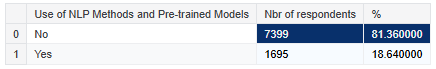 Use of NLP Methods and Pre-trained Models Nbr of respondents %
0 No 7399 81.360000
1 Yes 1695 18.640000